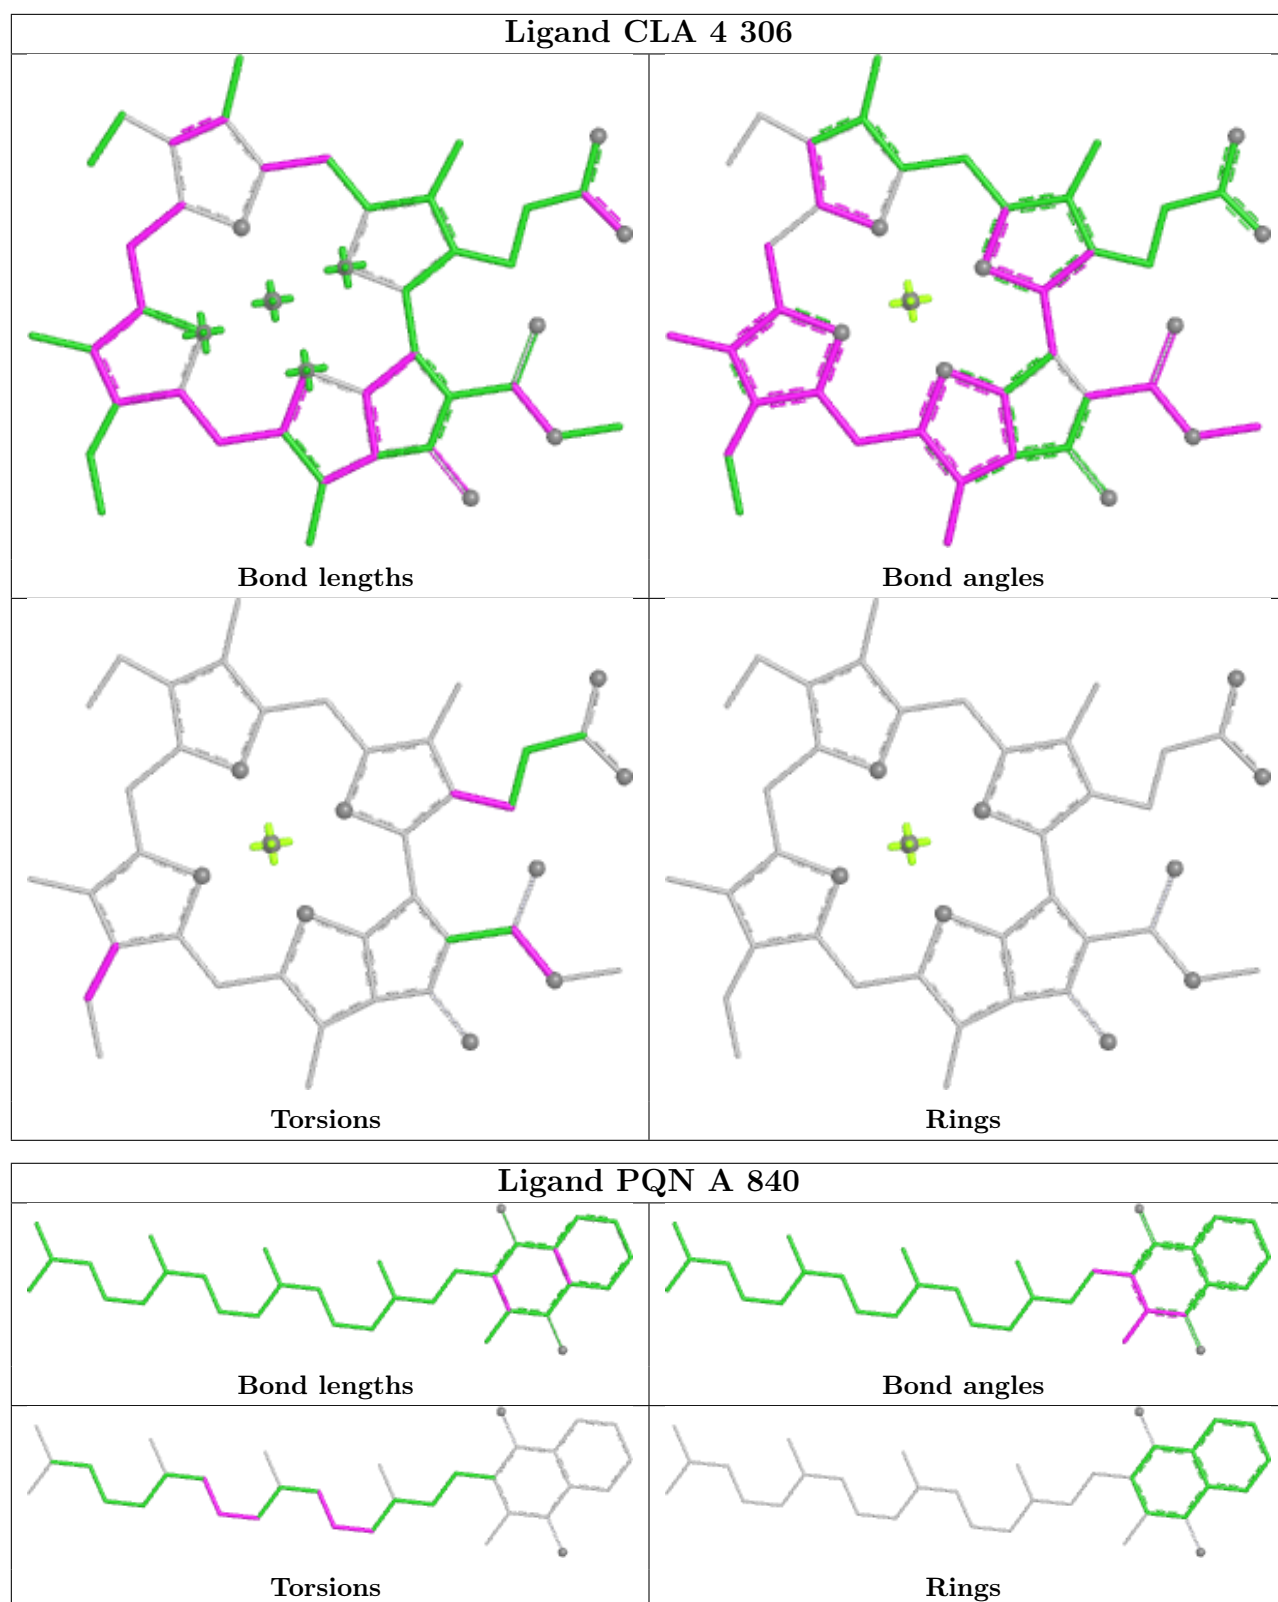 Ligand CLA 4 306
Bond lengths
Bond angles
Torsions
Rings
Ligand PQN A 840
Bond lengths
Bond angles
Torsions
Rings